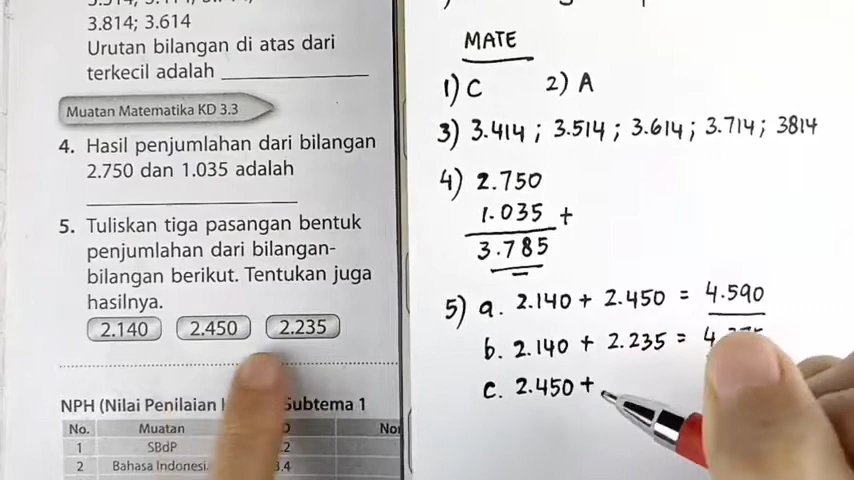 3.814; 3.614
Urutan bilangan di atas dari
terkecil adalah
Muatan Matematika KD 3.3
4. Hasil penjumlahan dari bilangan
2.750 dan 1.035 adalah
5. Tuliskan tiga pasangan bentuk
penjumlahan dari bilangan-
bilangan berikut. Tentukan juga
hasilnya.
2.140 2.450 2.235
NPH (Nilai Penilaian Subtema 1
No. Muatan
1 SBdP
2 Bahasa
MATE
1) C 2) A
3) 3.414 ; 3.514 ; 3.614 ; 3.714 ; 3814
4) 2.750
1.035 +
3.785
5) a. 2.140 + 2.450 = 4.590
b. 2.140 + 2.235 =
c. 2.450 +